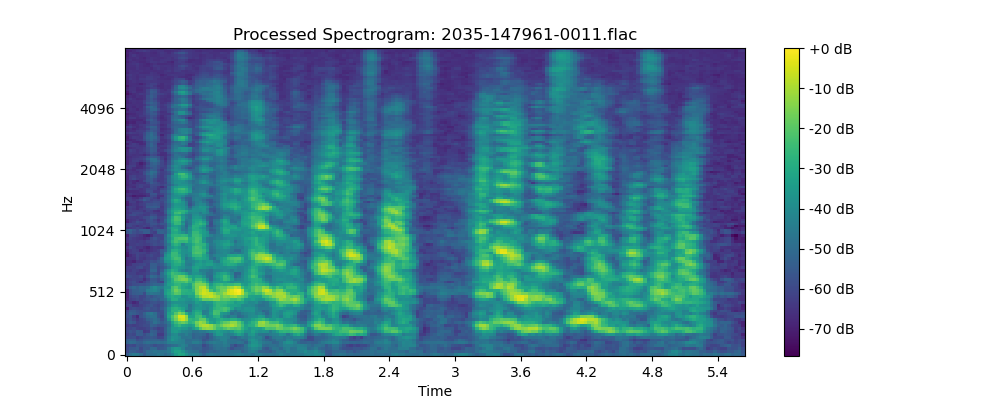 Processed Spectrogram: 2035-147961-0011.flac
+0 dB
-10 dB
-20 dB
-30 dB
-40 dB
-50 dB
-60 dB
-70 dB
4096
2048
1024
512
0
Hz
0 0.6 1.2 1.8 2.4 3 3.6 4.2 4.8 5.4
Time